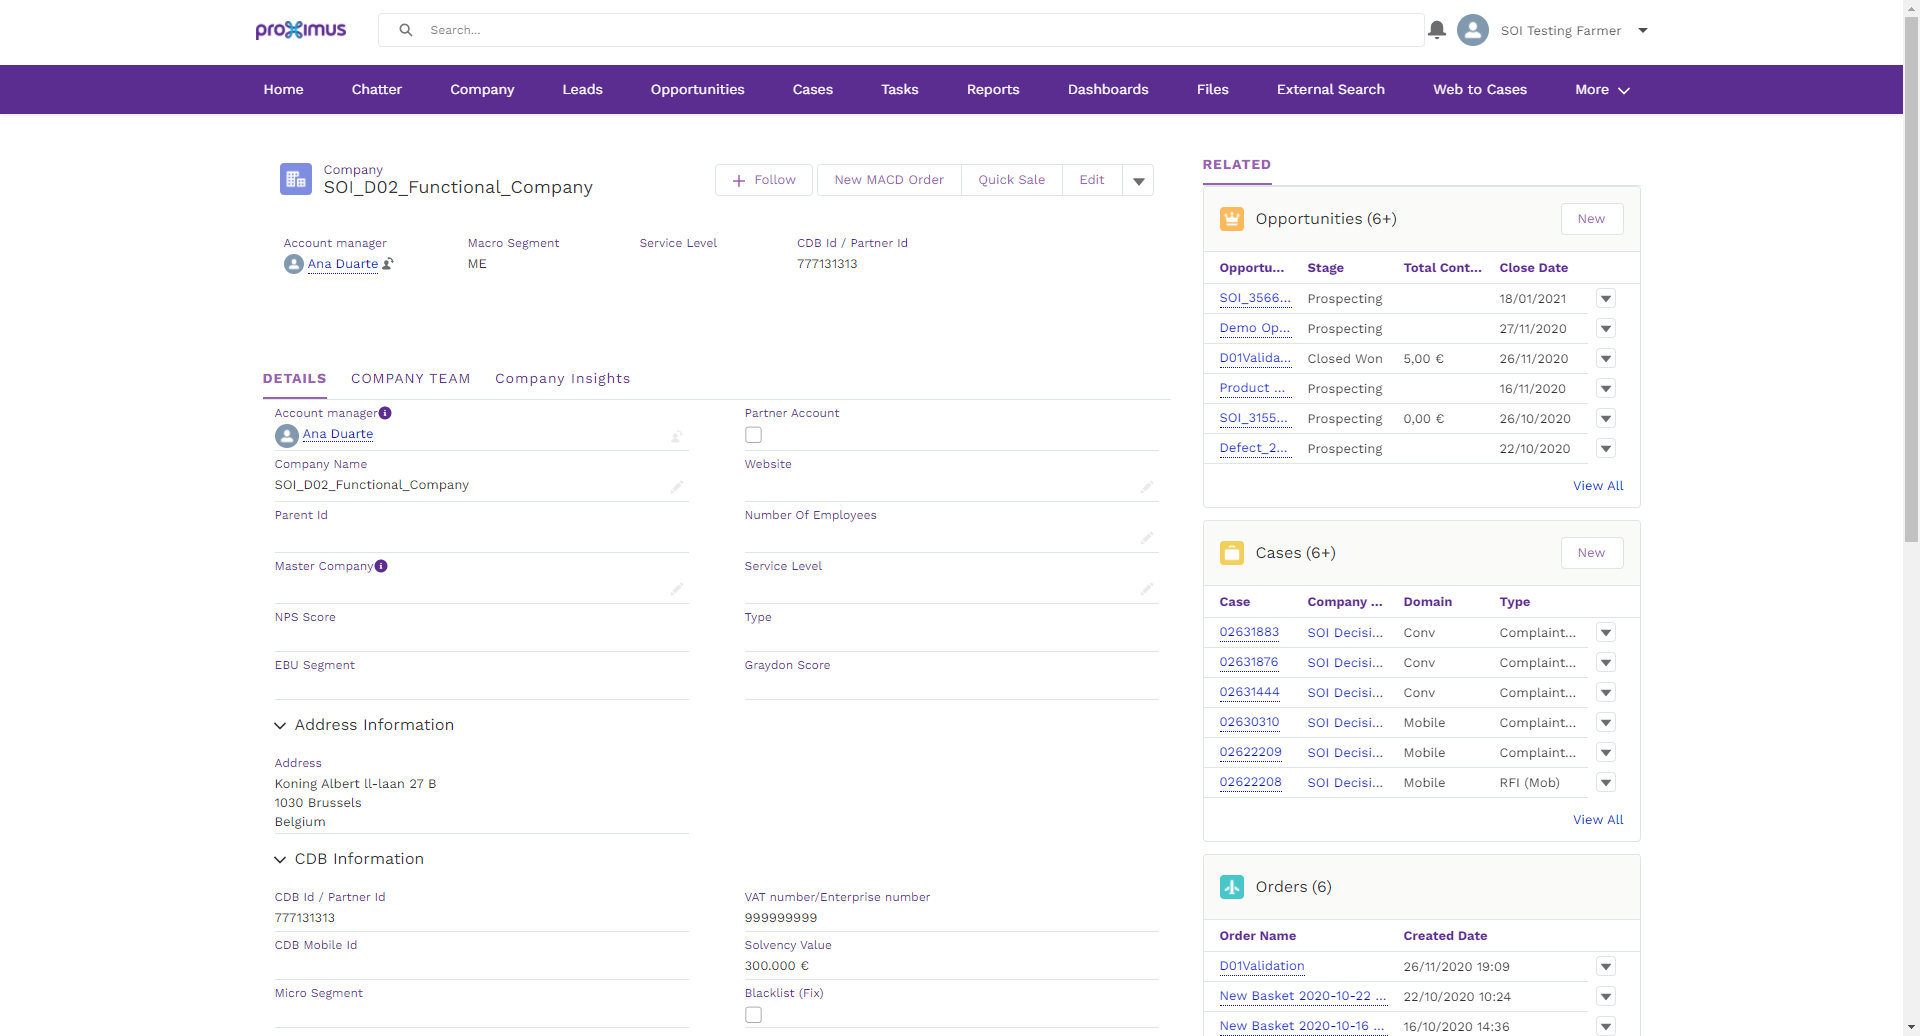 proximus
Search...
SOI Testing Farmer
Home Chatter Company Leads Opportunities Cases Tasks Reports Dashboards Files External Search Web to Cases More
Company
SOI_D02_Functional_Company
Follow New MACD Order Quick Sale Edit
Account manager Macro Segment Service Level CDB Id / Partner Id
Ana Duarte ME 777131313
DETAILS COMPANY TEAM Company Insights
Account manager Partner Account
Ana Duarte
Company Name Website
SOI_D02_Functional_Company
Parent Id Number Of Employees
Master Company Service Level
NPS Score Type
EBU Segment Graydon Score
Address Information
Address
Koning Albert ll-laan 27 B
1030 Brussels
Belgium
CDB Information
CDB Id / Partner Id VAT number/Enterprise number
777131313 999999999
CDB Mobile Id Solvency Value
300.000 €
Micro Segment Blacklist (Fix)
RELATED
Opportunities (6+) New
Opportu... Stage Total Cont... Close Date
SOI_3566... Prospecting 18/01/2021
Demo Op... Prospecting 27/11/2020
D01Valida... Closed Won 5,00 € 26/11/2020
Product ... Prospecting 16/11/2020
SOI_3155... Prospecting 0,00 € 26/10/2020
Defect_2... Prospecting 22/10/2020
View All
Cases (6+) New
Case Company ... Domain Type
02631883 SOI Decisi... Conv Complaint...
02631876 SOI Decisi... Conv Complaint...
02631444 SOI Decisi... Conv Complaint...
02630310 SOI Decisi... Mobile Complaint...
02622209 SOI Decisi... Mobile Complaint...
02622208 SOI Decisi... Mobile RFI (Mob)
View All
Orders (6)
Order Name Created Date
D01Validation 26/11/2020 19:09
New Basket 2020-10-22 ... 22/10/2020 10:24
New Basket 2020-10-16 ... 16/10/2020 14:36